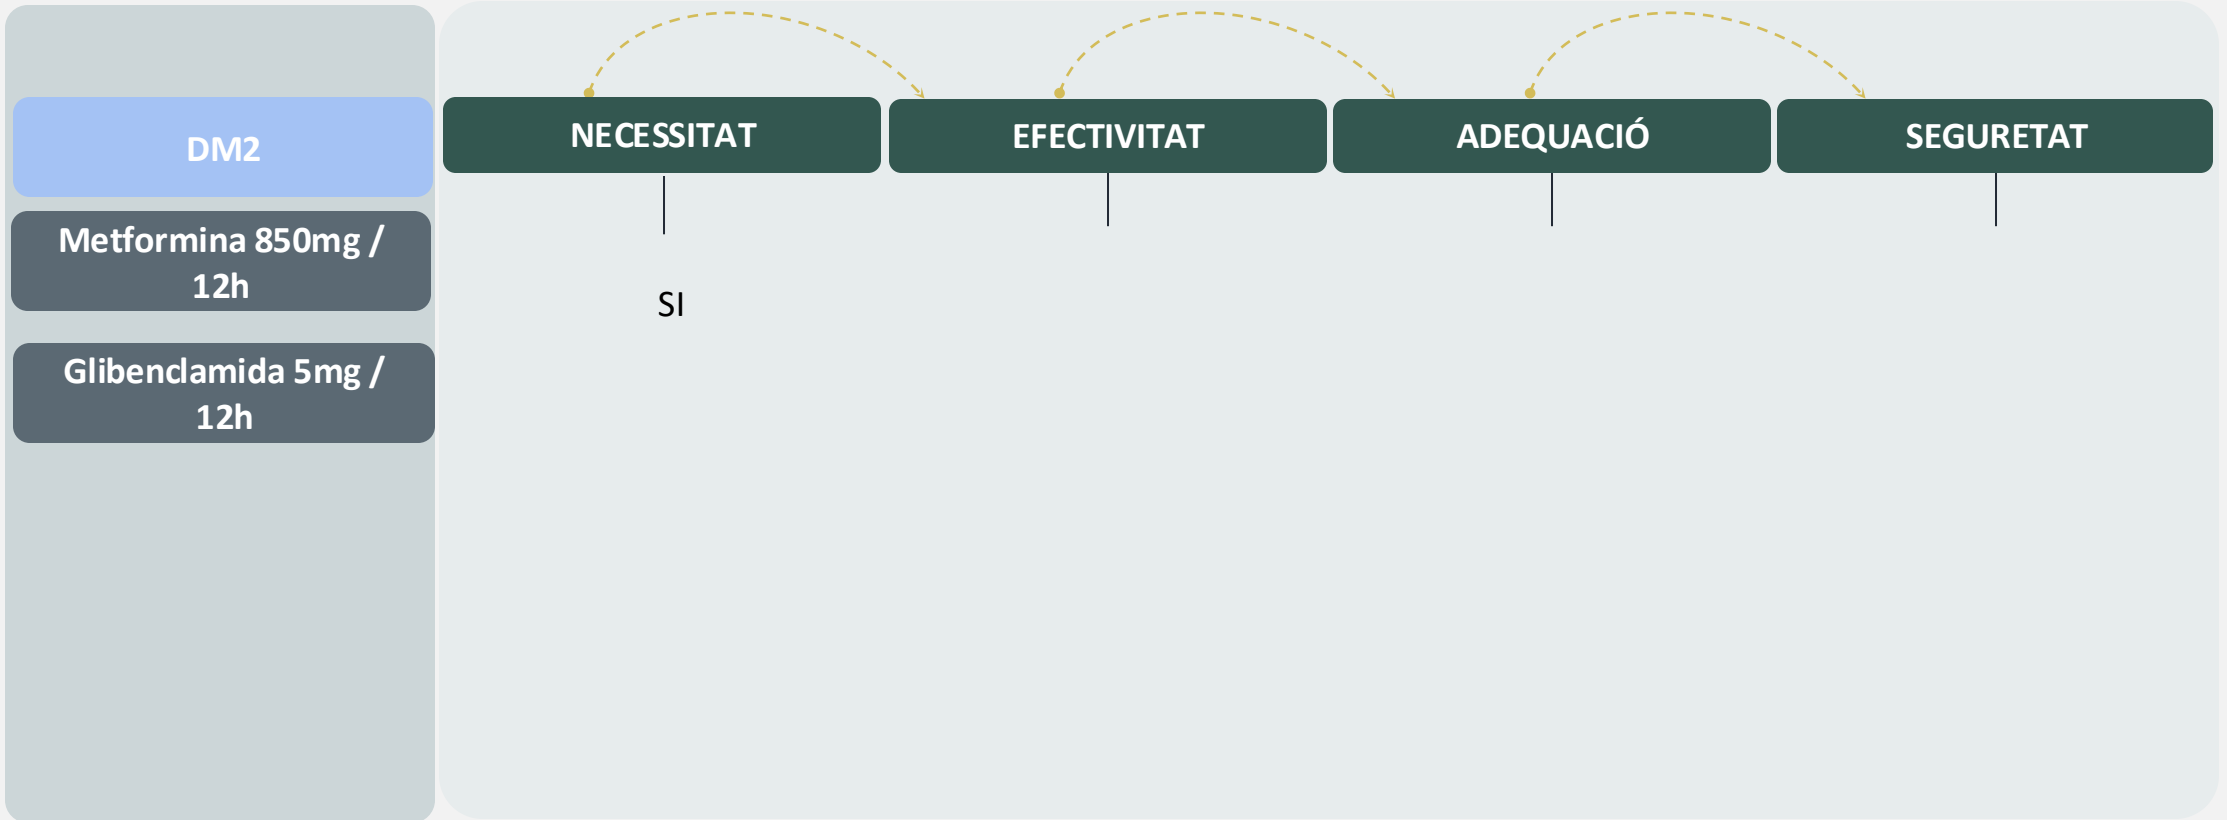 DM2
NECESSITAT
EFECTIVITAT
ADEQUACIÓ
SEGURETAT
Metformina 850mg /
12h
SI
Glibenclamida 5mg /
12h